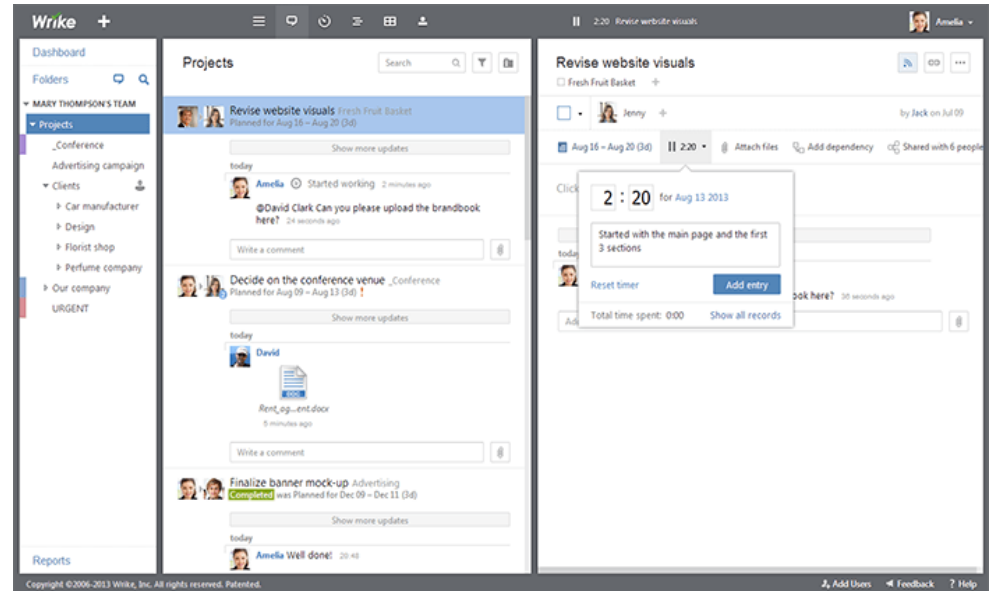 Wrike +
2:20 Revise website visuals
Amelia
Dashboard
Folders
MARY THOMPSON'S TEAM
Projects
_Conference
Advertising campaign
Clients
Car manufacturer
Design
Florist shop
Perfume company
Our company
URGENT
Reports
Projects
Search
Revise website visuals Fresh Fruit Basket
Planned for Aug 16 – Aug 20 (3d)
Show more updates
today
Amelia Started working 2 minutes ago
@David Clark Can you please upload the brandbook
here? 24 seconds ago
Write a comment
Decide on the conference venue _Conference
Planned for Aug 09 – Aug 13 (3d) !
Show more updates
today
David
DOC
Rent_ag...ent.docx
5 minutes ago
Write a comment
Finalize banner mock-up Advertising
Completed was Planned for Dec 09 – Dec 11 (3d)
Show more updates
today
Amelia Well done! 20:48
Revise website visuals
Fresh Fruit Basket +
Jenny +
by Jack on Jul 09
Aug 16 – Aug 20 (3d) 2:20 Attach files Add dependency Shared with 6 people
Click
2 : 20 for Aug 13 2013
Started with the main page and the first
3 sections
today
Reset timer Add entry
ook here? 38 seconds ago
Total time spent: 0:00 Show all records
Ad
Copyright ©2006-2013 Wrike, Inc. All rights reserved. Patented.
Add Users Feedback ? Help